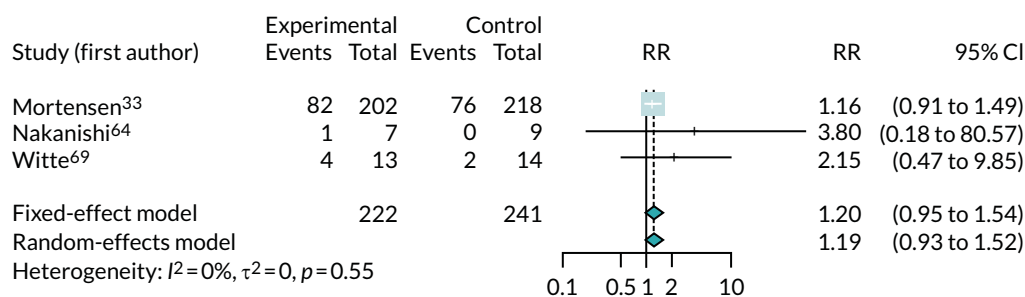 Experimental Control
Study (first author) Events Total Events Total RR RR 95% CI
Mortensen33 82 202 76 218 1.16 (0.91 to 1.49)
Nakanishi64 1 7 0 9 3.80 (0.18 to 80.57)
Witte69 4 13 2 14 2.15 (0.47 to 9.85)
Fixed-effect model 222 241 1.20 (0.95 to 1.54)
Random-effects model 1.19 (0.93 to 1.52)
Heterogeneity: I2=0%, τ2=0, p=0.55
0.1 0.5 1 2 10